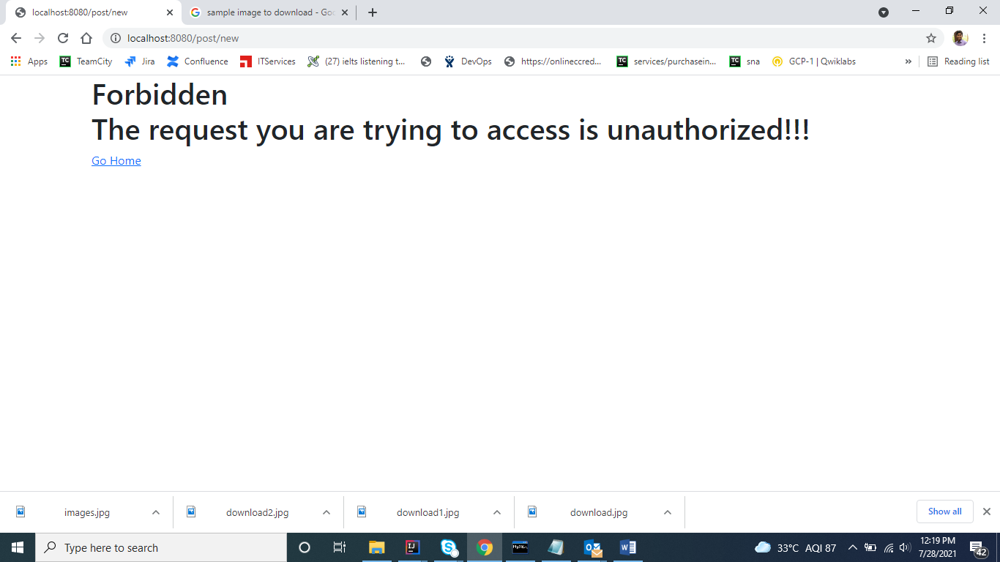 localhost:8080/post/new
sample image to download - Goo
localhost:8080/post/new
Apps
TeamCity
Jira
Confluence
ITServices
(27) ielts listening t...
DevOps
https://onlineccred...
services/purchasein...
sna
GCP-1 | Qwiklabs
»
Reading list
Forbidden
The request you are trying to access is unauthorized!!!
Go Home
images.jpg
download2.jpg
download1.jpg
download.jpg
Show all
Type here to search
33°C AQI 87
12:19 PM
7/28/2021
42